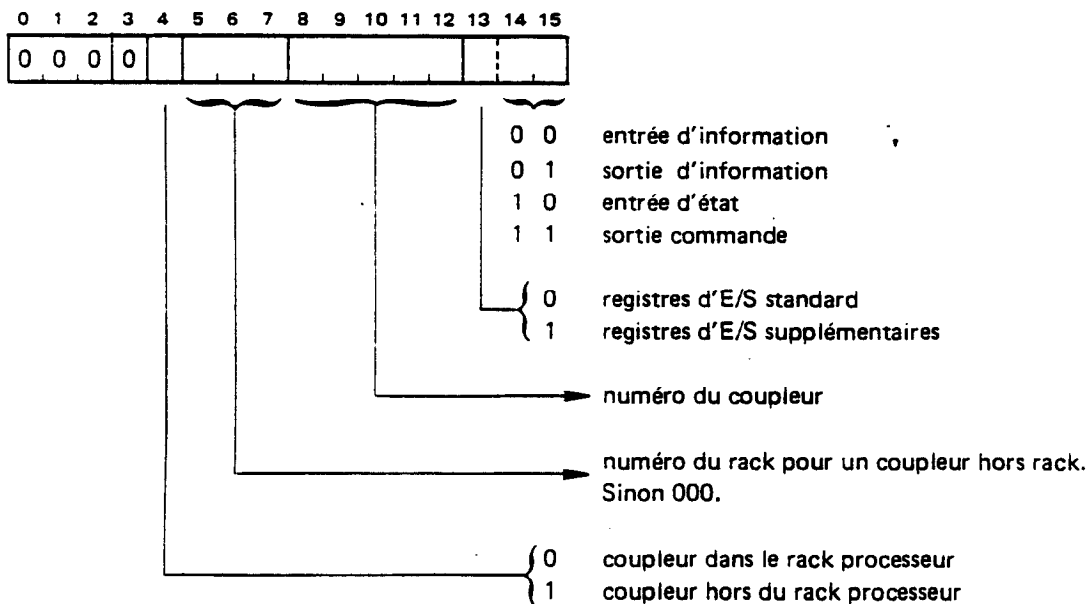 0 1 2 3 4 5 6 7 8 9 10 11 12 13 14 15
0 0 0 0
0 0 entrée d'information
0 1 sortie d'information
1 0 entrée d'état
1 1 sortie commande
0 registres d'E/S standard
1 registres d'E/S supplémentaires
numéro du coupleur
numéro du rack pour un coupleur hors rack.
Sinon 000.
0 coupleur dans le rack processeur
1 coupleur hors du rack processeur